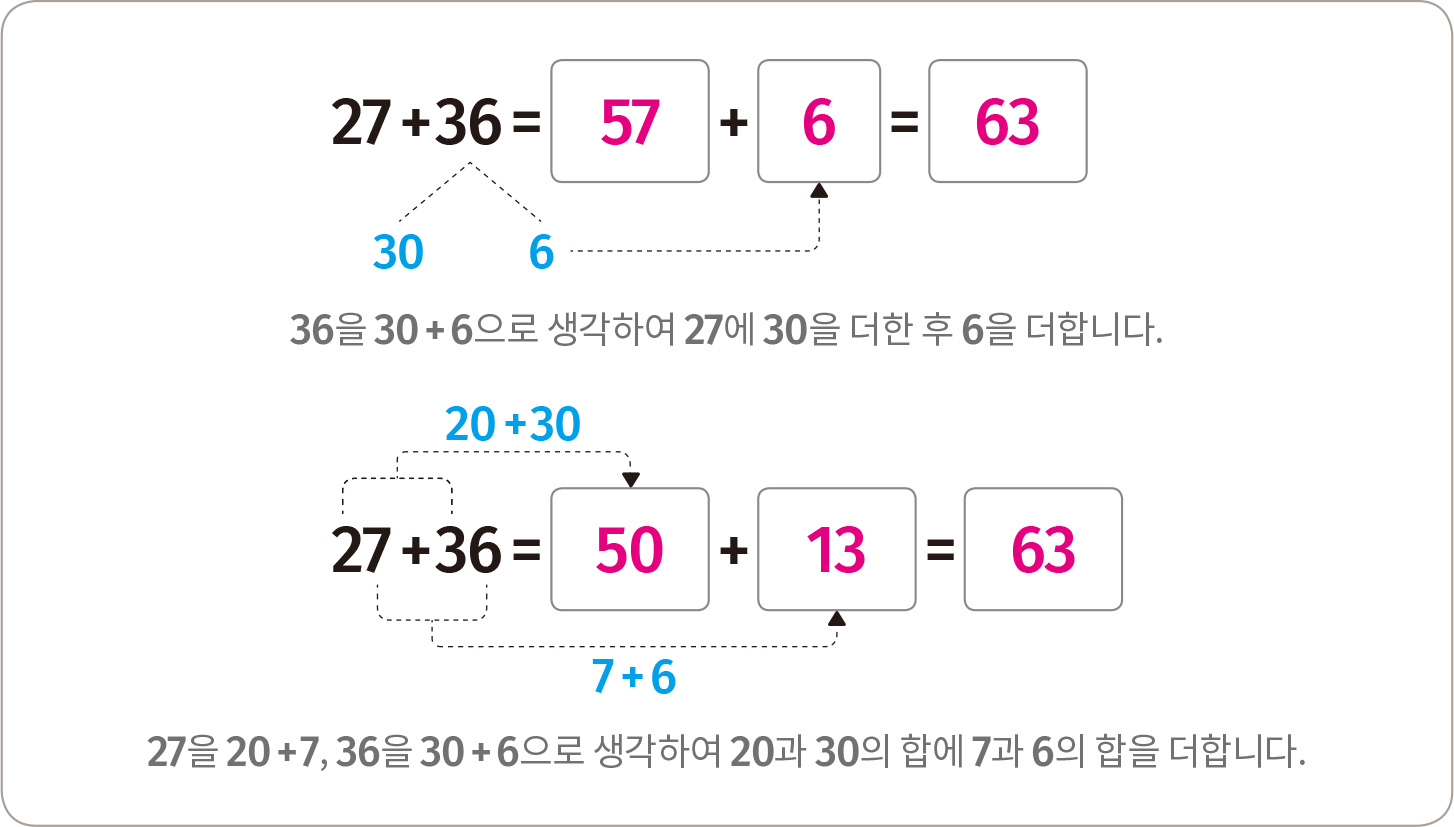 27+36= 57 + 6 = 63
30 6
36을 30+6으로 생각하여 27에 30을 더한 후 6을 더합니다.
20+30
27+36= 50 + 13 = 63
7+6
27을 20+7, 36을 30+6으로 생각하여 20과 30의 합에 7과 6의 합을 더합니다.